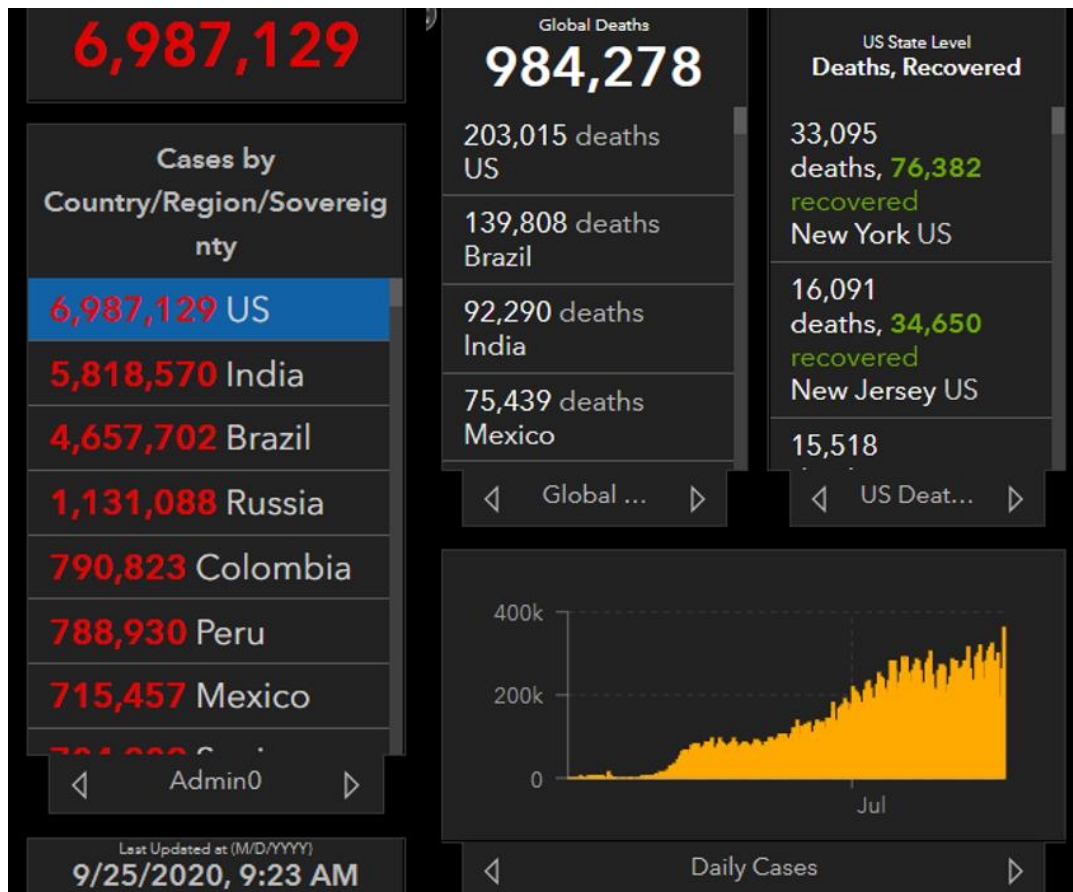 6,987,129
Cases by
Country/Region/Sovereig
nty
6,987,129 US
5,818,570 India
4,657,702 Brazil
1,131,088 Russia
790,823 Colombia
788,930 Peru
715,457 Mexico
Admin0
Last Updated at (M/D/YYYY)
9/25/2020, 9:23 AM
Global Deaths
984,278
203,015 deaths
US
139,808 deaths
Brazil
92,290 deaths
India
75,439 deaths
Mexico
Global ...
US State Level
Deaths, Recovered
33,095
deaths, 76,382
recovered
New York US
16,091
deaths, 34,650
recovered
New Jersey US
15,518
US Deat...
400k
200k
0
Jul
Daily Cases